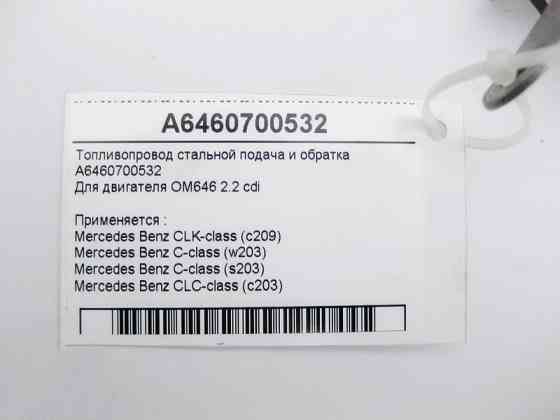 A6460700532
Топливопровод стальной подача и обратка
A6460700532
Для двигателя OM646 2.2 cdi
Применяется :
Mercedes Benz CLK-class (c209)
Mercedes Benz C-class (w203)
Mercedes Benz C-class (s203)
Mercedes Benz CLC-class (c203)